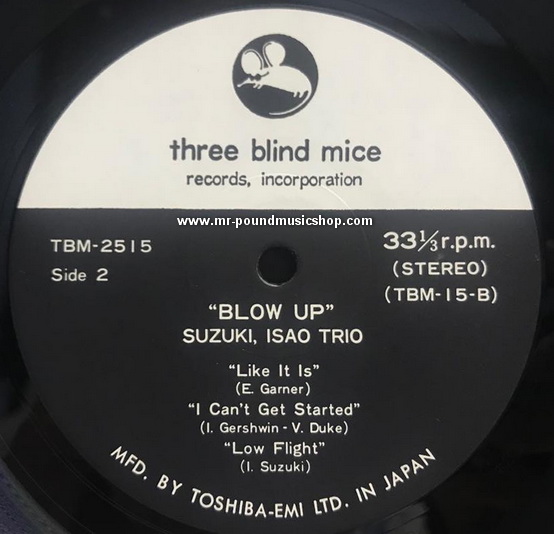 three blind mice
records, incorporation
www.mr-poundmusicshop.com
TBM-2515
Side 2
33⅓ r.p.m.
(STEREO)
(TBM-15-B)
"BLOW UP"
SUZUKI, ISAO TRIO
"Like It Is"
(E. Garner)
"I Can't Get Started"
(I. Gershwin - V. Duke)
"Low Flight"
(I. Suzuki)
MFD. BY TOSHIBA-EMI LTD. IN JAPAN